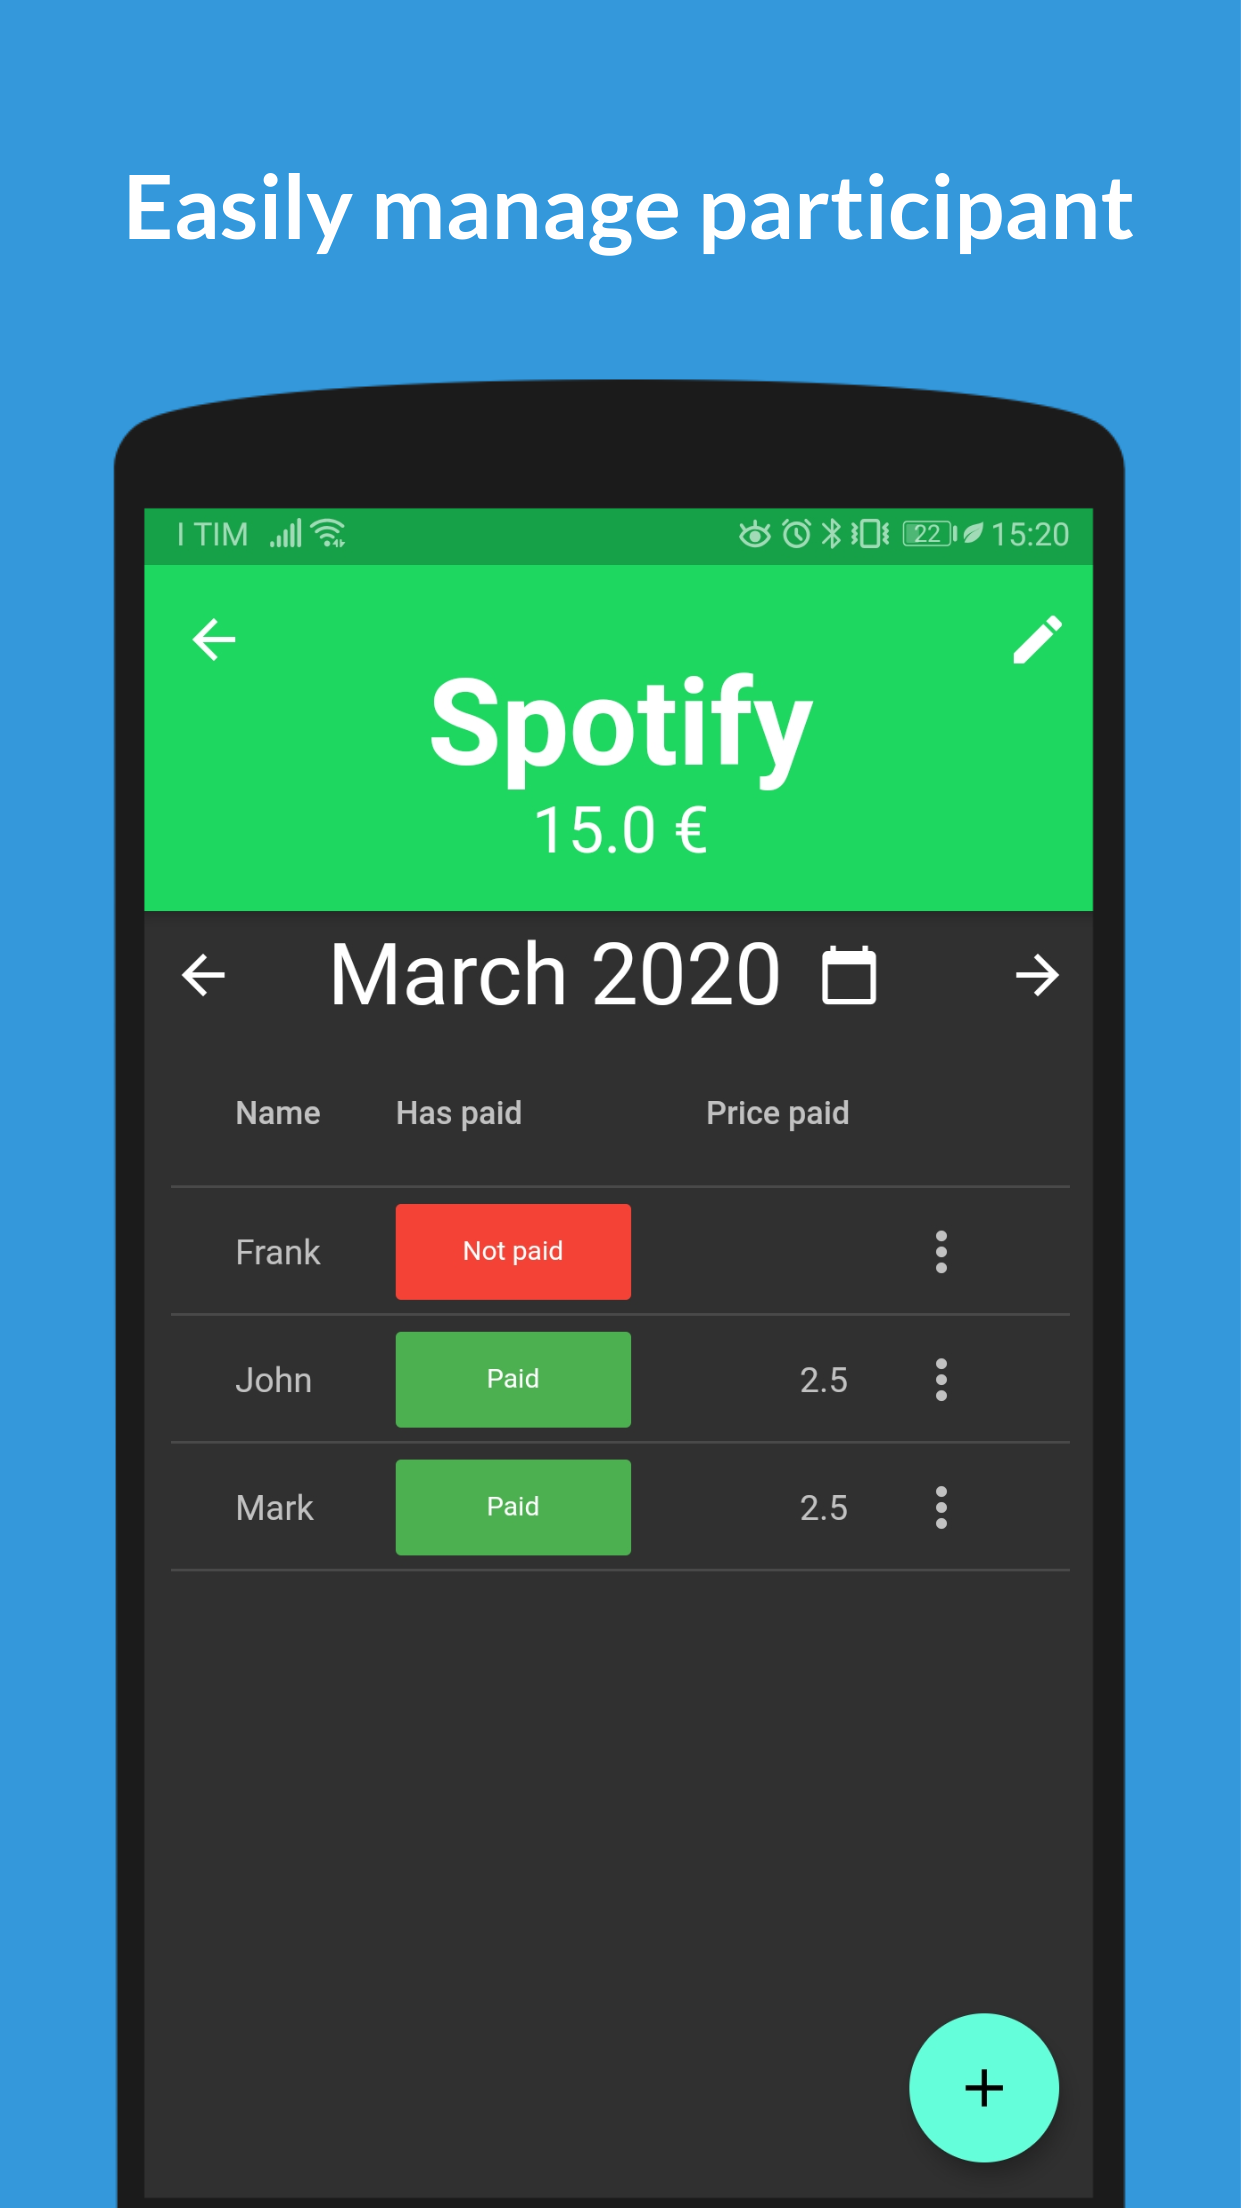 Easily manage participant
I TIM 22 15:20
Spotify
15.0 €
March 2020
Name Has paid Price paid
Frank Not paid
John Paid 2.5
Mark Paid 2.5